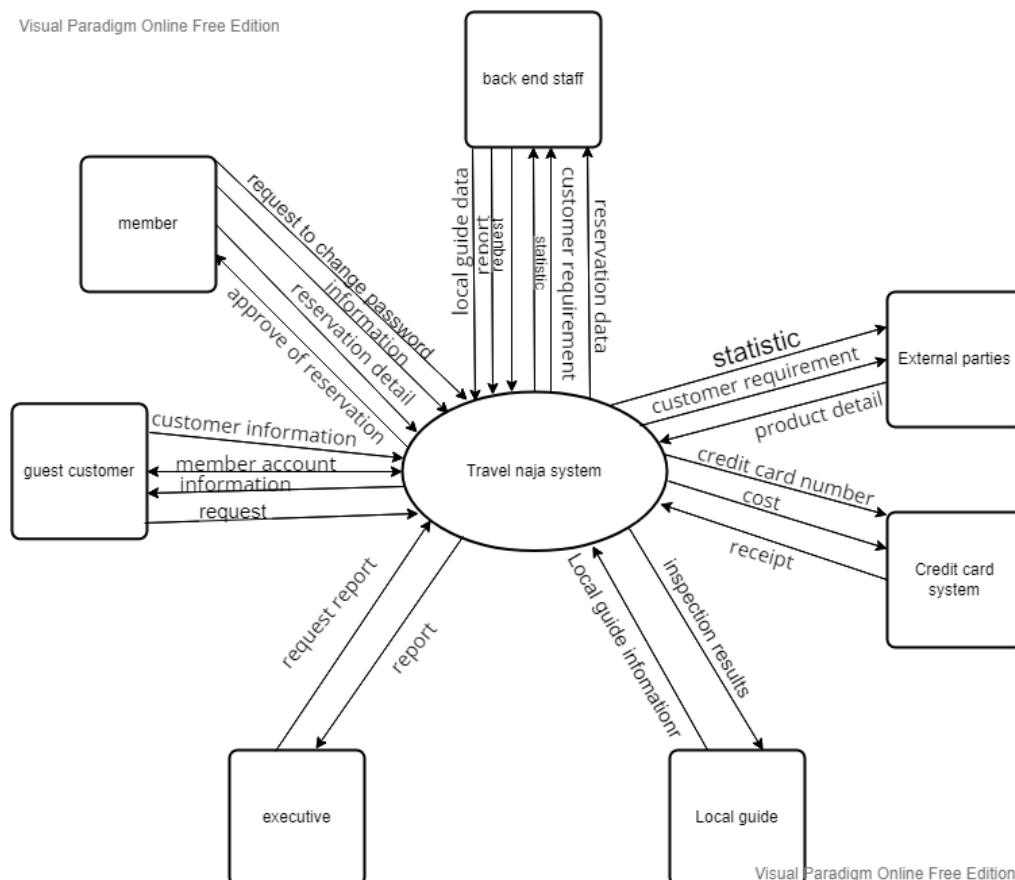 Visual Paradigm Online Free Edition
back end staff
member
request to change password
information
reservation detail
approve of reservation
local guide data
report
request
statistic
customer requirement
reservation data
statistic
customer requirement
product detail
External parties
guest customer
customer information
member account
information
request
Travel naja system
credit card number
cost
receipt
Credit card
system
request report
report
Local guide infomationr
inspection results
executive
Local guide
Visual Paradigm Online Free Edition